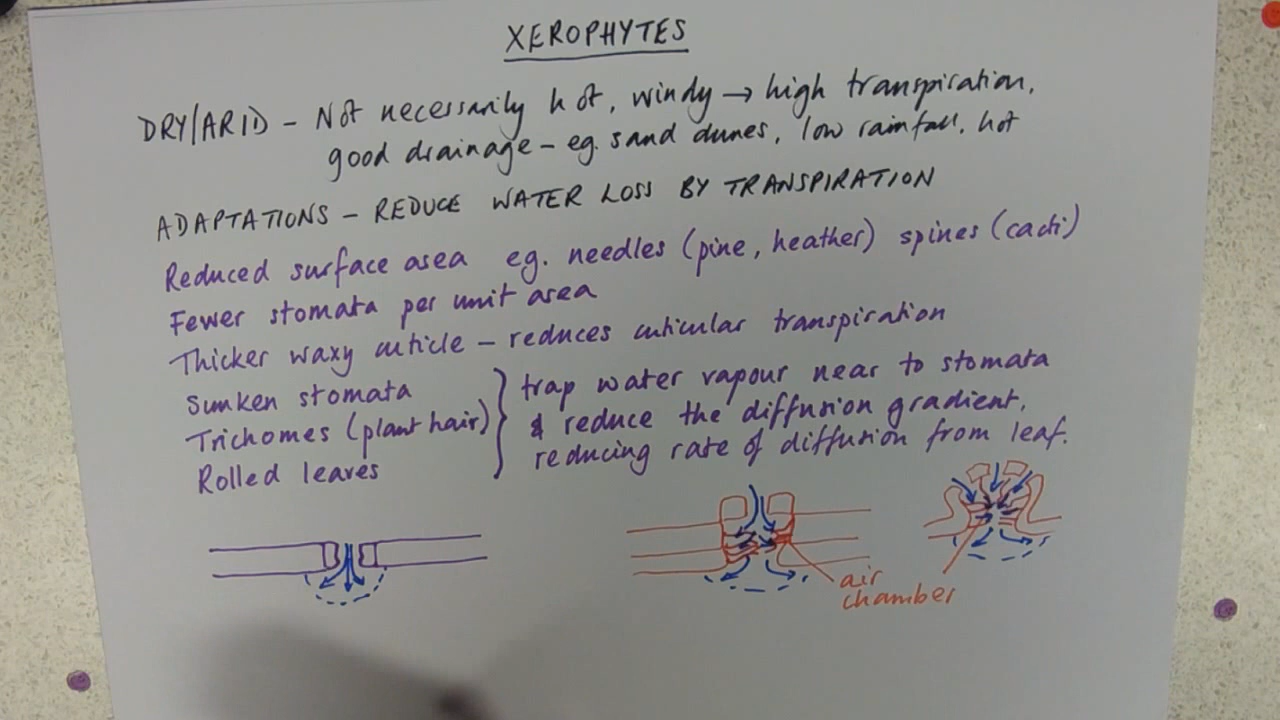 XEROPHYTES
DRY/ARID - Not necessarily hot, windy → high transpiration,
good drainage - eg. sand dunes, low rainfall, hot
ADAPTATIONS - REDUCE WATER LOSS BY TRANSPIRATION
Reduced surface area eg. needles (pine, heather) spines (cacti)
Fewer stomata per unit area
Thicker waxy cuticle - reduces cuticular transpiration
Sunken stomata } trap water vapour near to stomata
Trichomes (plant hair) & reduce the diffusion gradient,
Rolled leaves reducing rate of diffusion from leaf.
air
chamber